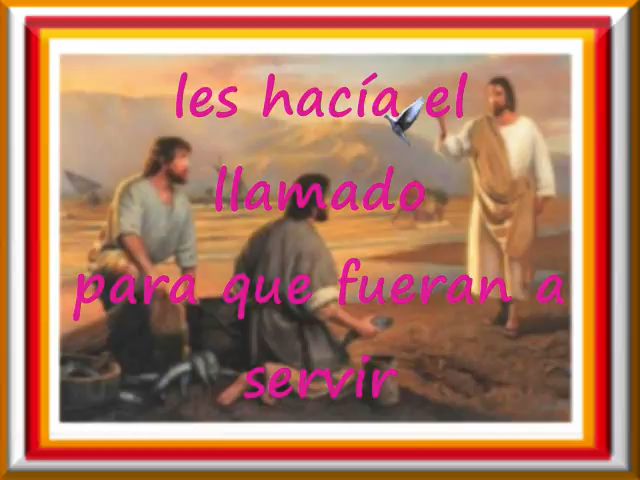 les hacía el
llamado
para que fueran a
servir